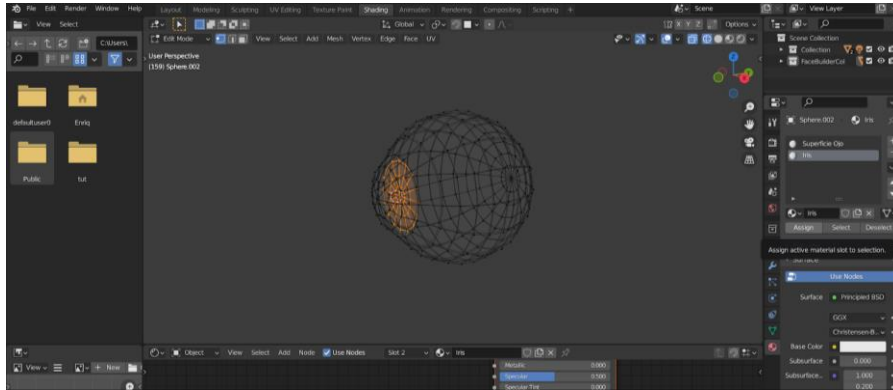 File Edit Render Window Help
Layout Modeling Sculpting UV Editing Texture Paint Shading Animation Rendering Compositing Scripting +
Scene
View Layer
View Select
Global
Options
C:\Users\
Edit Mode View Select Add Mesh Vertex Edge Face UV
X Y Z
User Perspective
(159) Sphere.002
Scene Collection
Collection
FaceBuilderCol
defaultuser0
Enriq
Public
tut
Z
Y
Sphere.002
Iris
Superficie Ojo
Iris
Iris
Assign Select Deselect
Assign active material slot to selection.
Surface
Use Nodes
Surface Principled BSD
GGX
Christensen-B...
Base Color
Subsurface 0.000
Subsurface... 1.000
0.200
Object View Select Add Node Use Nodes Slot 2 Iris
View New
Metallic 0.000
Specular 0.500
Specular Tint 0.000